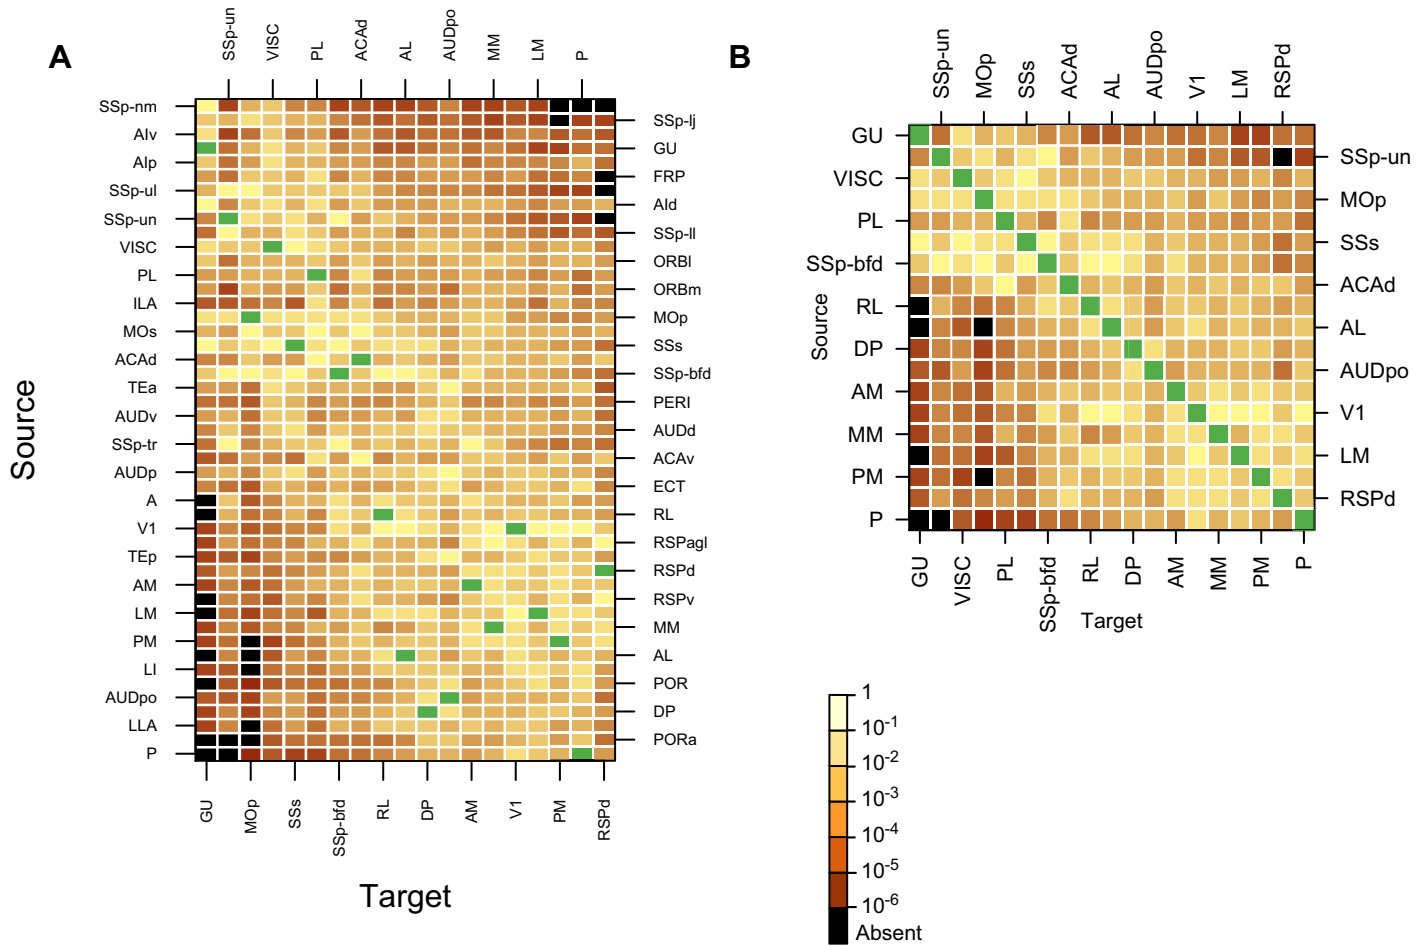 A
SSp-un
VISC
PL
ACAd
AL
AUDpo
MM
LM
P
SSp-nm
AIv
AIp
SSp-ul
SSp-un
VISC
PL
ILA
MOs
ACAd
TEa
AUDv
SSp-tr
AUDp
A
V1
TEp
AM
LM
PM
LI
AUDpo
LLA
P
SSp-lj
GU
FRP
AId
SSp-ll
ORBl
ORBm
MOp
SSs
SSp-bfd
PERI
AUDd
ACAv
ECT
RL
RSPagl
RSPd
RSPv
MM
AL
POR
DP
PORa
GU
MOp
SSs
SSp-bfd
RL
DP
AM
V1
PM
RSPd
Source
Target
B
SSp-un
MOp
SSs
ACAd
AL
AUDpo
V1
LM
RSPd
GU
VISC
PL
SSp-bfd
RL
DP
AM
MM
PM
P
SSp-un
MOp
SSs
ACAd
AL
AUDpo
V1
LM
RSPd
GU
VISC
PL
SSp-bfd
RL
DP
AM
MM
PM
P
Source
Target
1
10-1
10-2
10-3
10-4
10-5
10-6
Absent